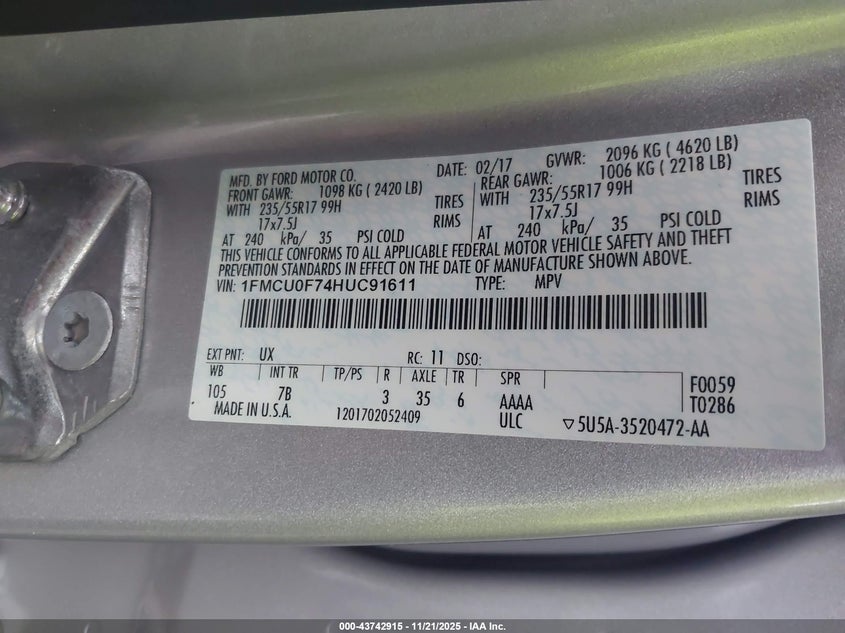 MFD. BY FORD MOTOR CO. DATE: 02/17 GVWR: 2096 KG ( 4620 LB)
FRONT GAWR: 1098 KG ( 2420 LB) REAR GAWR: 1006 KG ( 2218 LB)
WITH 235/55R17 99H TIRES WITH 235/55R17 99H TIRES
17x7.5J RIMS 17x7.5J RIMS
AT 240 kPa/ 35 PSI COLD AT 240 kPa/ 35 PSI COLD
THIS VEHICLE CONFORMS TO ALL APPLICABLE FEDERAL MOTOR VEHICLE SAFETY AND THEFT
PREVENTION STANDARDS IN EFFECT ON THE DATE OF MANUFACTURE SHOWN ABOVE.
VIN: 1FMCU0F74HUC91611 TYPE: MPV
EXT PNT: UX RC: 11 DSO:
WB INT TR TP/PS R AXLE TR SPR F0059
105 7B 3 35 6 AAAA T0286
MADE IN U.S.A. 1201702052409 ULC ▽5U5A-3520472-AA
000-43742915 - 11/21/2025 - IAA Inc.